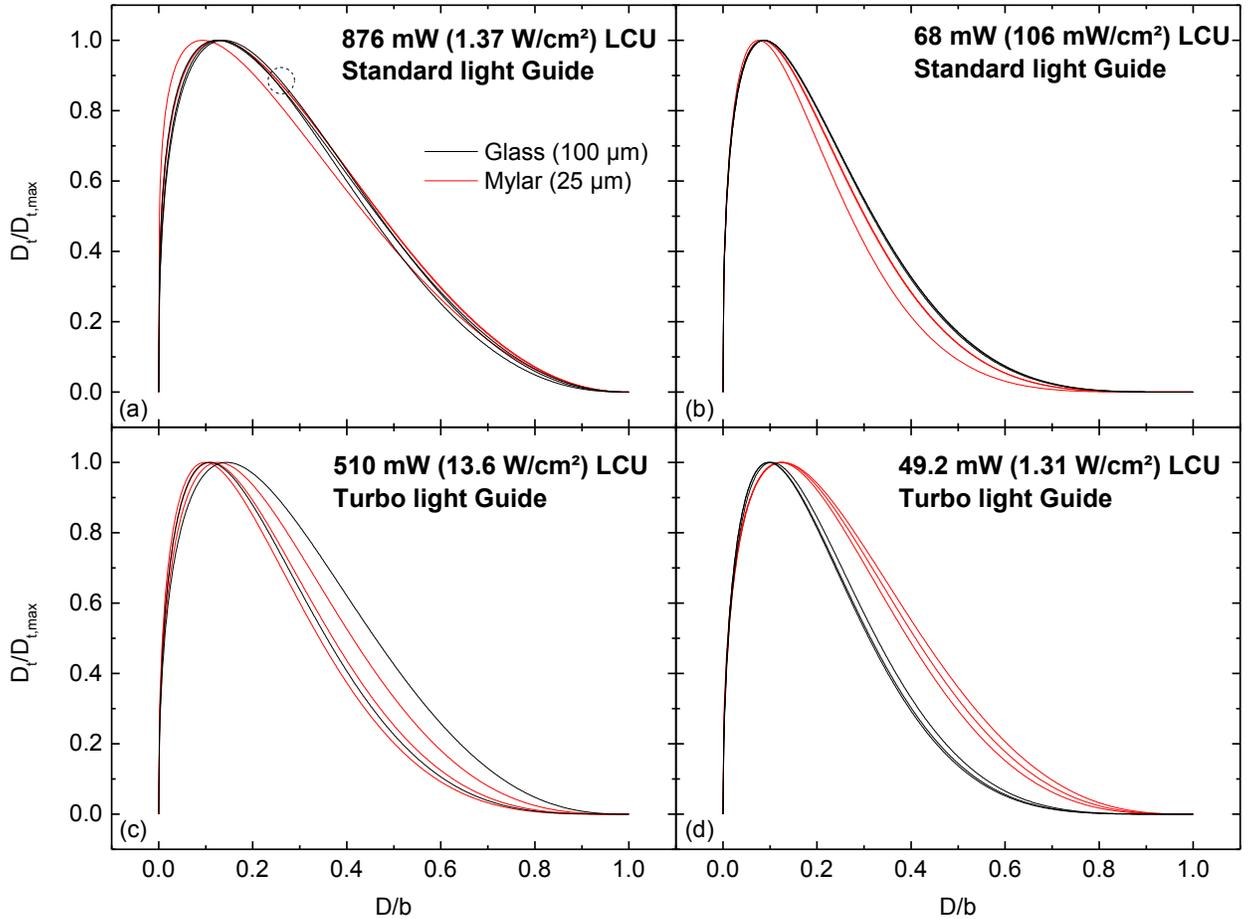 876 mW (1.37 W/cm²) LCU
Standard light Guide
Glass (100 µm)
Mylar (25 µm)
1.0
0.8
0.6
0.4
0.2
0.0
Dt/Dt,max
(a)
68 mW (106 mW/cm²) LCU
Standard light Guide
(b)
510 mW (13.6 W/cm²) LCU
Turbo light Guide
1.0
0.8
0.6
0.4
0.2
0.0
Dt/Dt,max
(c)
0.0 0.2 0.4 0.6 0.8 1.0
D/b
49.2 mW (1.31 W/cm²) LCU
Turbo light Guide
(d)
0.0 0.2 0.4 0.6 0.8 1.0
D/b